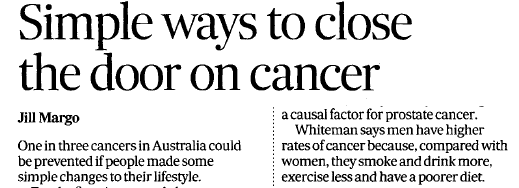 Simple ways to close
the door on cancer
Jill Margo
One in three cancers in Australia could
be prevented if people made some
simple changes to their lifestyle.
a causal factor for prostate cancer.
Whiteman says men have higher
rates of cancer because, compared with
women, they smoke and drink more,
exercise less and have a poorer diet.